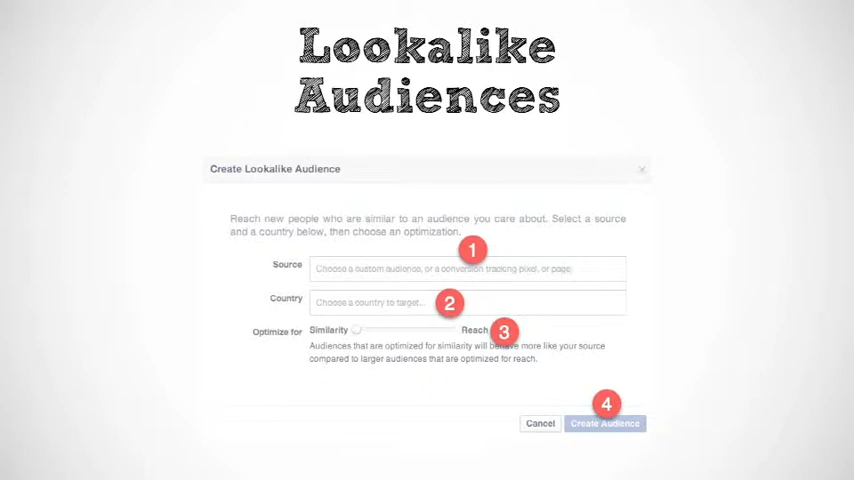 Lookalike
Audiences
Create Lookalike Audience ×
Reach new people who are similar to an audience you care about. Select a source
and a country below, then choose an optimization.
1
Source Choose a custom audience, or a conversion tracking pixel, or page
Country Choose a country to target... 2
Optimize for Similarity Reach 3
Audiences that are optimized for similarity will behave more like your source
compared to larger audiences that are optimized for reach.
4
Cancel Create Audience